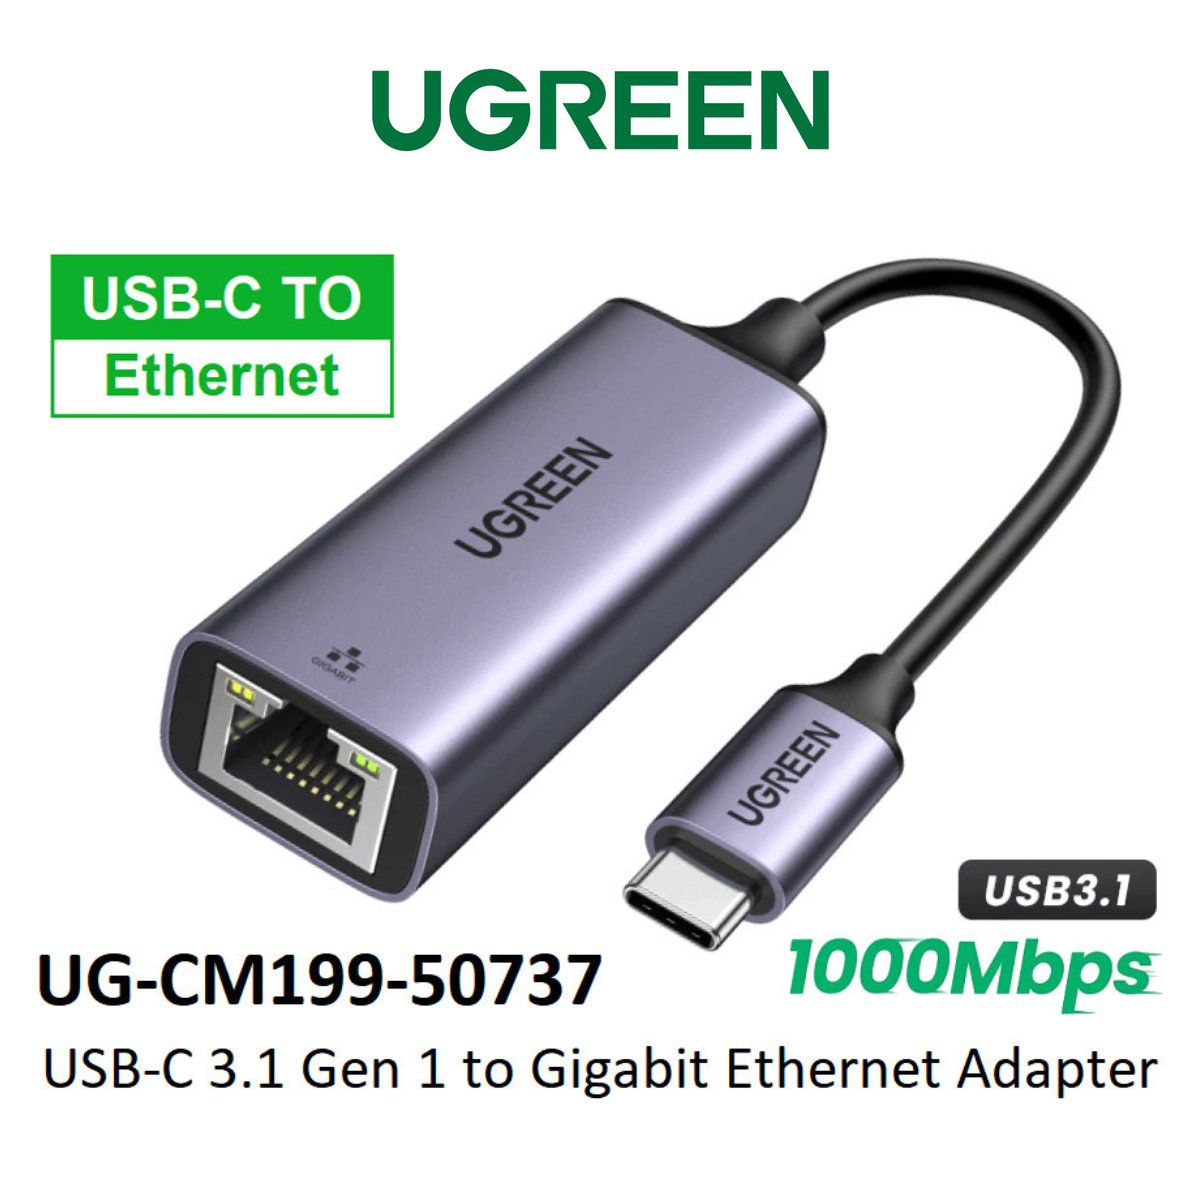 UGREEN
USB-C TO
Ethernet
UGREEN
GIGABIT
UGREEN
USB3.1
1000Mbps
UG-CM199-50737
USB-C 3.1 Gen 1 to Gigabit Ethernet Adapter